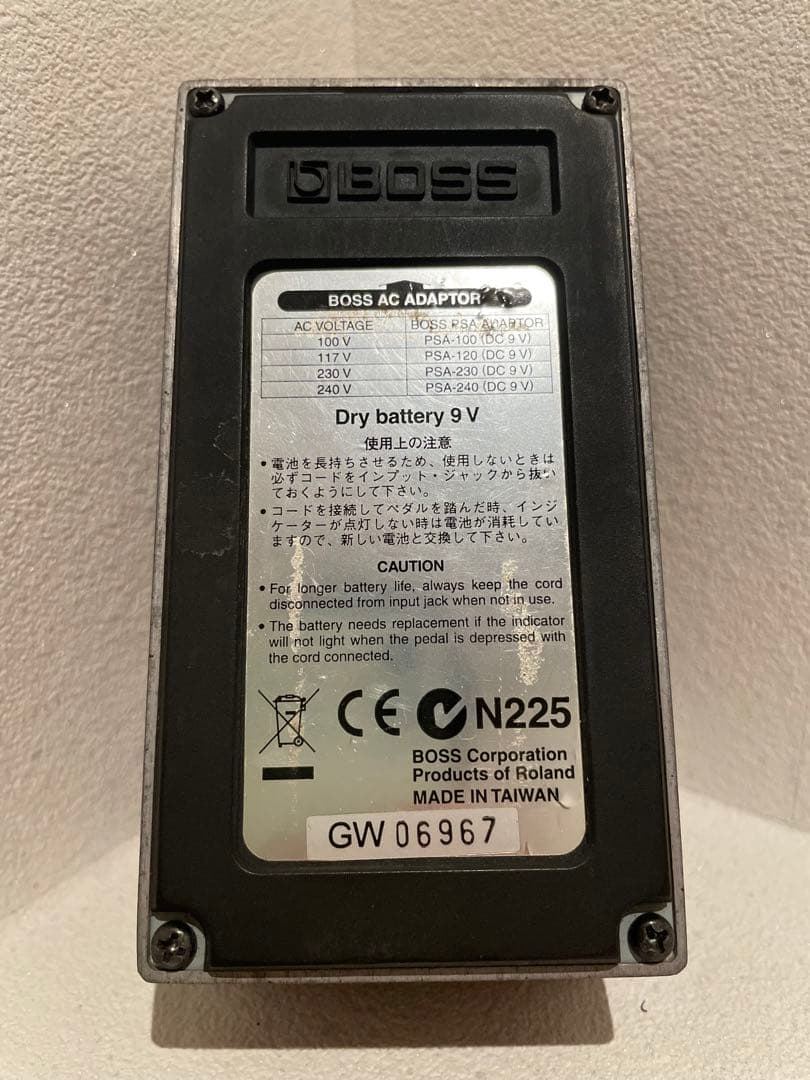 BOSS
BOSS AC ADAPTOR
AC VOLTAGE BOSS PSA ADAPTOR
100 V PSA-100 (DC 9 V)
117 V PSA-120 (DC 9 V)
230 V PSA-230 (DC 9 V)
240 V PSA-240 (DC 9 V)
Dry battery 9 V
使用上の注意
• 電池を長持ちさせるため、使用しないときは
必ずコードをインプット・ジャックから抜い
ておくようにして下さい。
• コードを接続してペダルを踏んだ時、インジ
ケーターが点灯しない時は電池が消耗してい
ますので、新しい電池と交換して下さい。
CAUTION
• For longer battery life, always keep the cord
disconnected from input jack when not in use.
• The battery needs replacement if the indicator
will not light when the pedal is depressed with
the cord connected.
CE N225
BOSS Corporation
Products of Roland
MADE IN TAIWAN
GW 06967